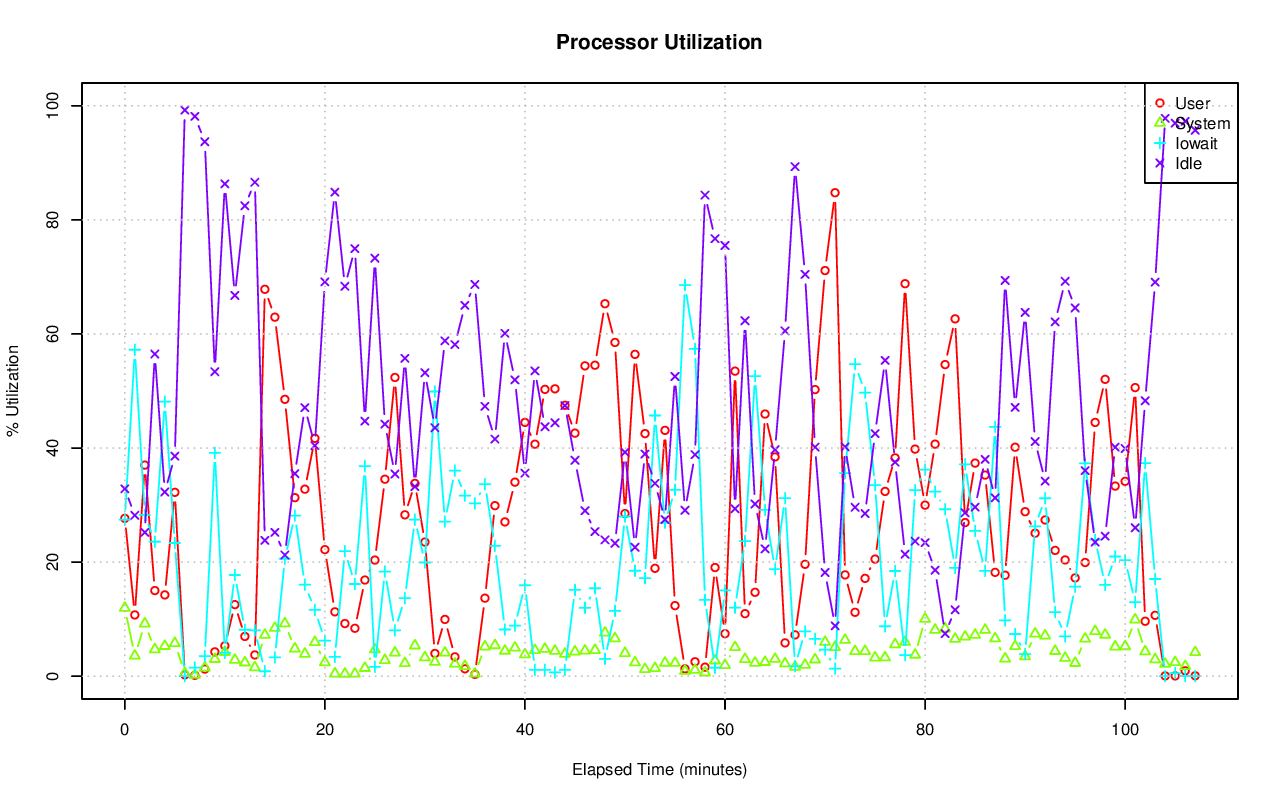 Processor Utilization
% Utilization
100
80
60
40
20
0
User
System
Iowait
Idle
0
20
40
60
80
100
Elapsed Time (minutes)